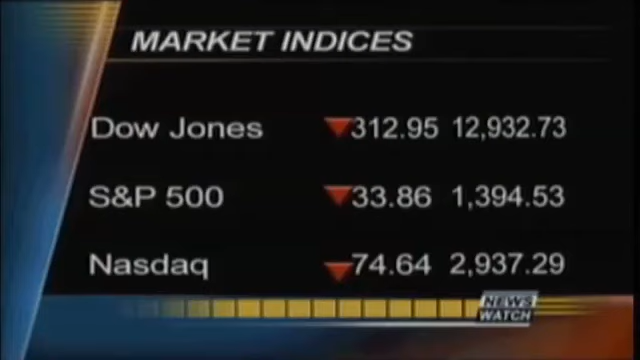 MARKET INDICES
Dow Jones ▼312.95 12,932.73
S&P 500 ▼33.86 1,394.53
Nasdaq ▼74.64 2,937.29
NEWS
WATCH